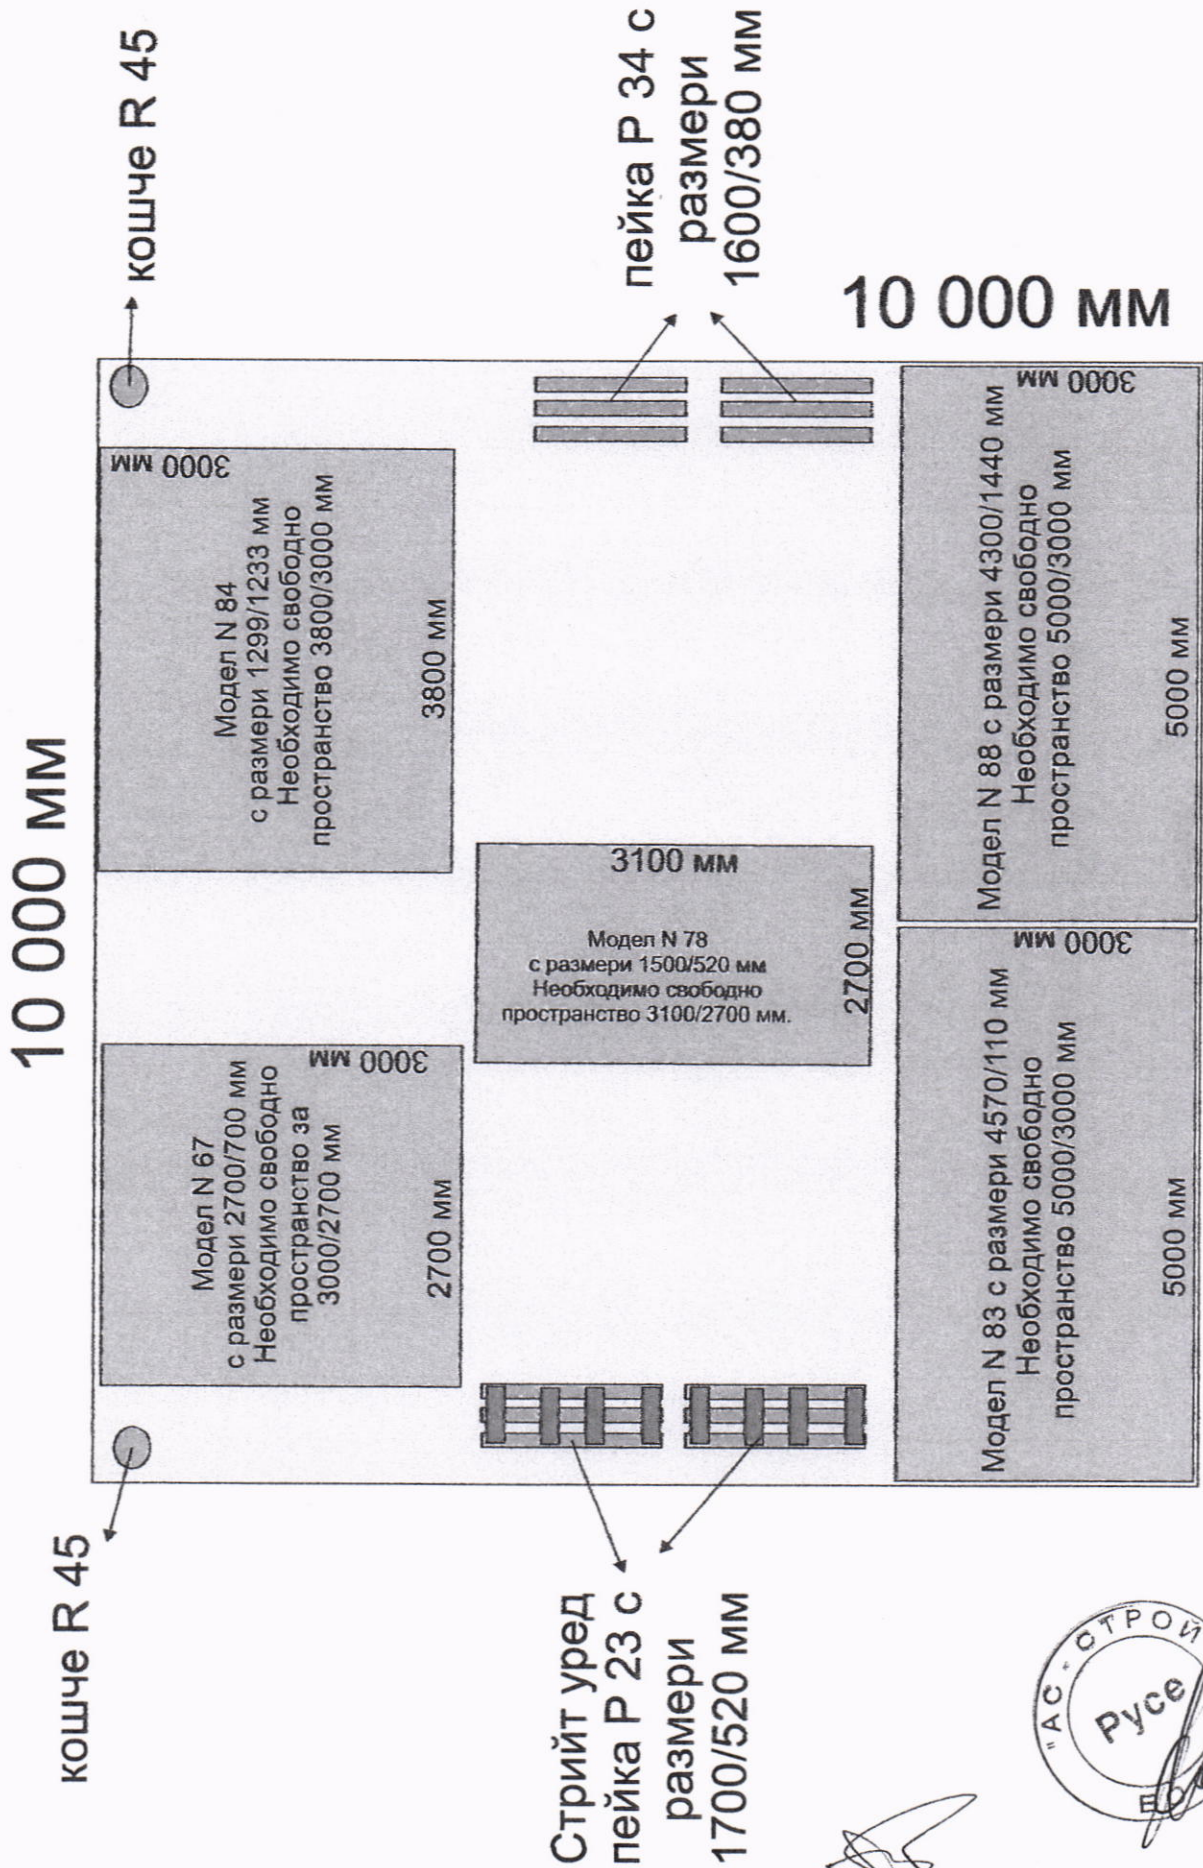 10 000 мм
кошче R 45
кошче R 45
Модел N 67
с размери 2700/700 мм
Необходимо свободно
пространство за
3000/2700 мм
3000 мм
2700 мм
Модел N 84
с размери 1299/1233 мм
Необходимо свободно
пространство 3800/3000 мм
3000 мм
3800 мм
Стрийт уред
пейка P 23 с
размери
1700/520 мм
3100 мм
Модел N 78
с размери 1500/520 мм
Необходимо свободно
пространство 3100/2700 мм.
2700 мм
пейка P 34 с
размери
1600/380 мм
10 000 мм
Модел N 83 с размери 4570/110 мм
Необходимо свободно
пространство 5000/3000 мм
3000 мм
5000 мм
Модел N 88 с размери 4300/1440 мм
Необходимо свободно
пространство 5000/3000 мм
3000 мм
5000 мм
"АС - СТРОЙ
Русе